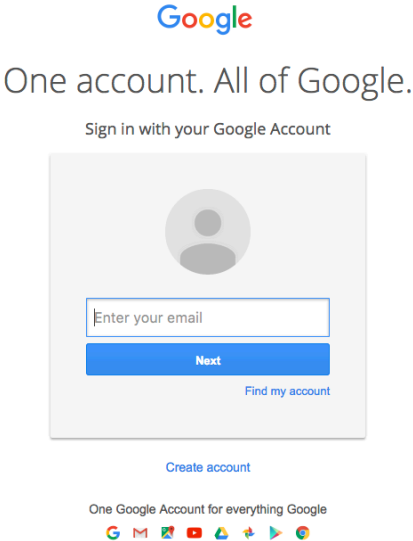 Google
One account. All of Google.
Sign in with your Google Account
Enter your email
Next
Find my account
Create account
One Google Account for everything Google